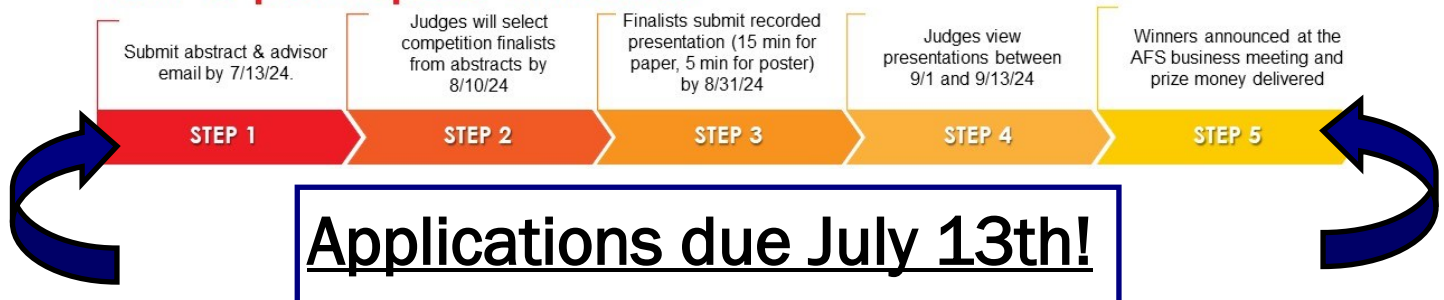 Submit abstract & advisor
email by 7/13/24.
Judges will select
competition finalists
from abstracts by
8/10/24
Finalists submit recorded
presentation (15 min for
paper, 5 min for poster)
by 8/31/24
Judges view
presentations between
9/1 and 9/13/24
Winners announced at the
AFS business meeting and
prize money delivered
STEP 1
STEP 2
STEP 3
STEP 4
STEP 5
Applications due July 13th!